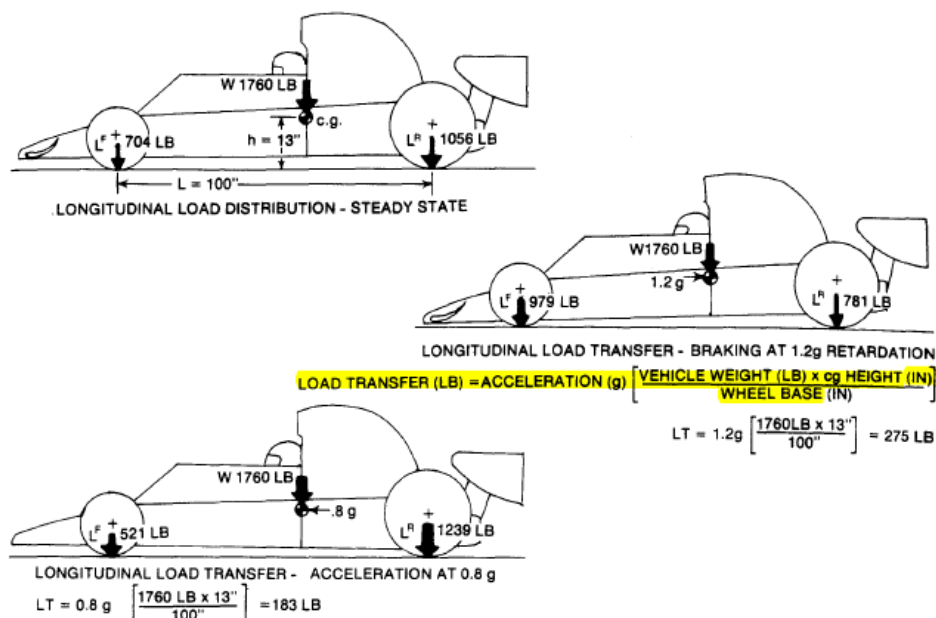 W 1760 LB
c.g.
h = 13"
L^F 704 LB
L^R 1056 LB
L = 100"
LONGITUDINAL LOAD DISTRIBUTION - STEADY STATE
W1760 LB
1.2 g
L^F 979 LB
L^R 781 LB
LONGITUDINAL LOAD TRANSFER - BRAKING AT 1.2g RETARDATION
LOAD TRANSFER (LB) = ACCELERATION (g) [VEHICLE WEIGHT (LB) x cg HEIGHT (IN)]
WHEEL BASE (IN)
LT = 1.2g [1760LB x 13"] = 275 LB
100"
W 1760 LB
.8 g
L^F 521 LB
L^R 1239 LB
LONGITUDINAL LOAD TRANSFER - ACCELERATION AT 0.8 g
LT = 0.8 g [1760 LB x 13"] = 183 LB
100"